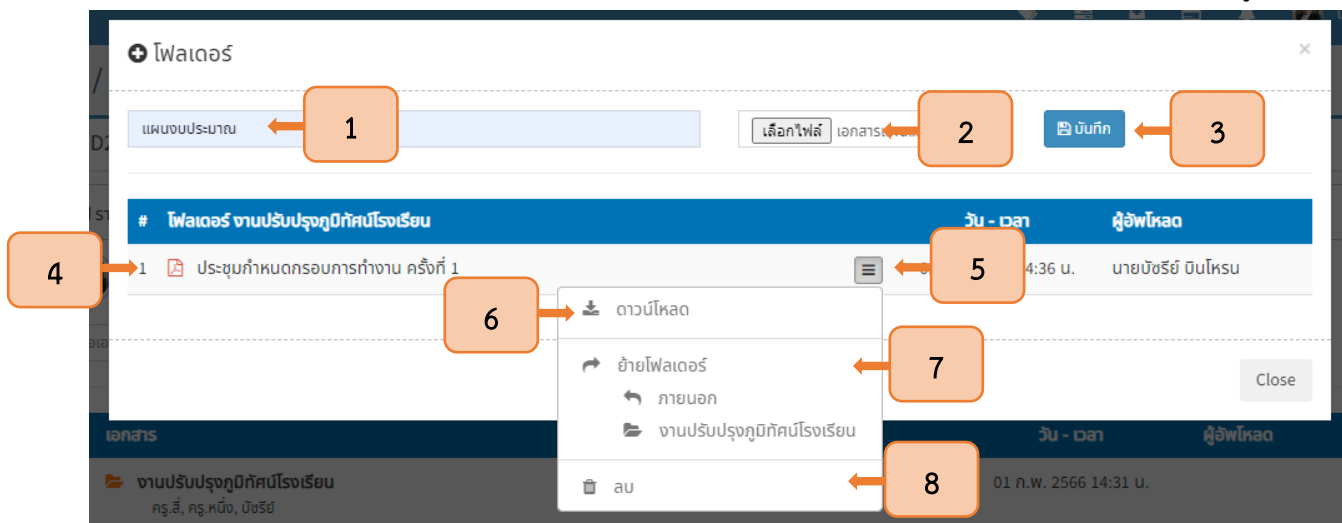 โฟลเดอร์ ×
แผนงบประมาณ 1 เลือกไฟล์ 2 บันทึก 3
# โฟลเดอร์ งานปรับปรุงภูมิทัศน์โรงเรียน วัน - เวลา ผู้อัพโหลด
4 1 ประชุมกำหนดกรอบการทำงาน ครั้งที่ 1 5 4:36 น. นายบัซรีย์ บินโหรน
6 ดาวน์โหลด
ย้ายโฟลเดอร์ 7
ภายนอก
Close
งานปรับปรุงภูมิทัศน์โรงเรียน
เอกสาร วัน - เวลา ผู้อัพโหลด
ลบ 8
งานปรับปรุงภูมิทัศน์โรงเรียน 01 ก.พ. 2566 14:31 น.
ครู.สี่, ครู.หนึ่ง, บัซรีย์